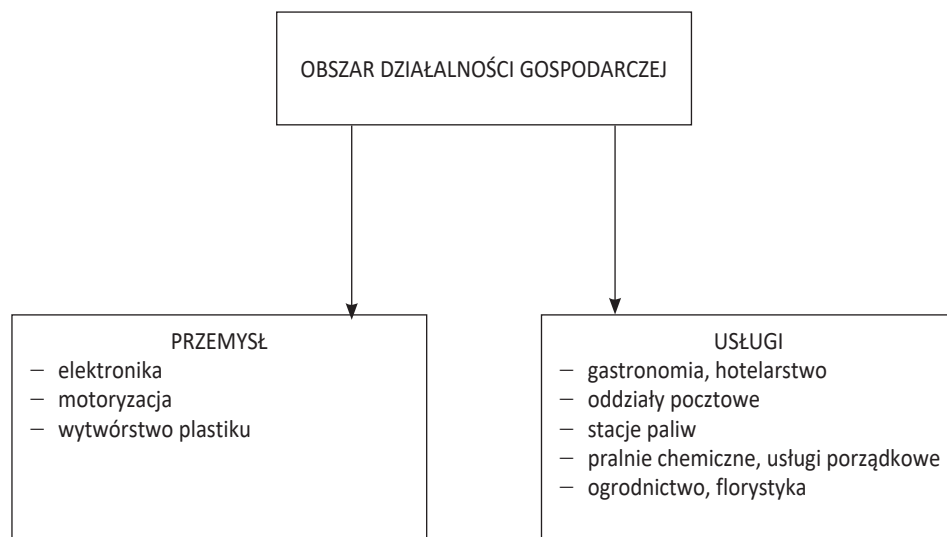 OBSZAR DZIAŁALNOŚCI GOSPODARCZEJ
PRZEMYSŁ
– elektronika
– motoryzacja
– wytwórstwo plastiku
USŁUGI
– gastronomia, hotelarstwo
– oddziały pocztowe
– stacje paliw
– pralnie chemiczne, usługi porządkowe
– ogrodnictwo, florystyka